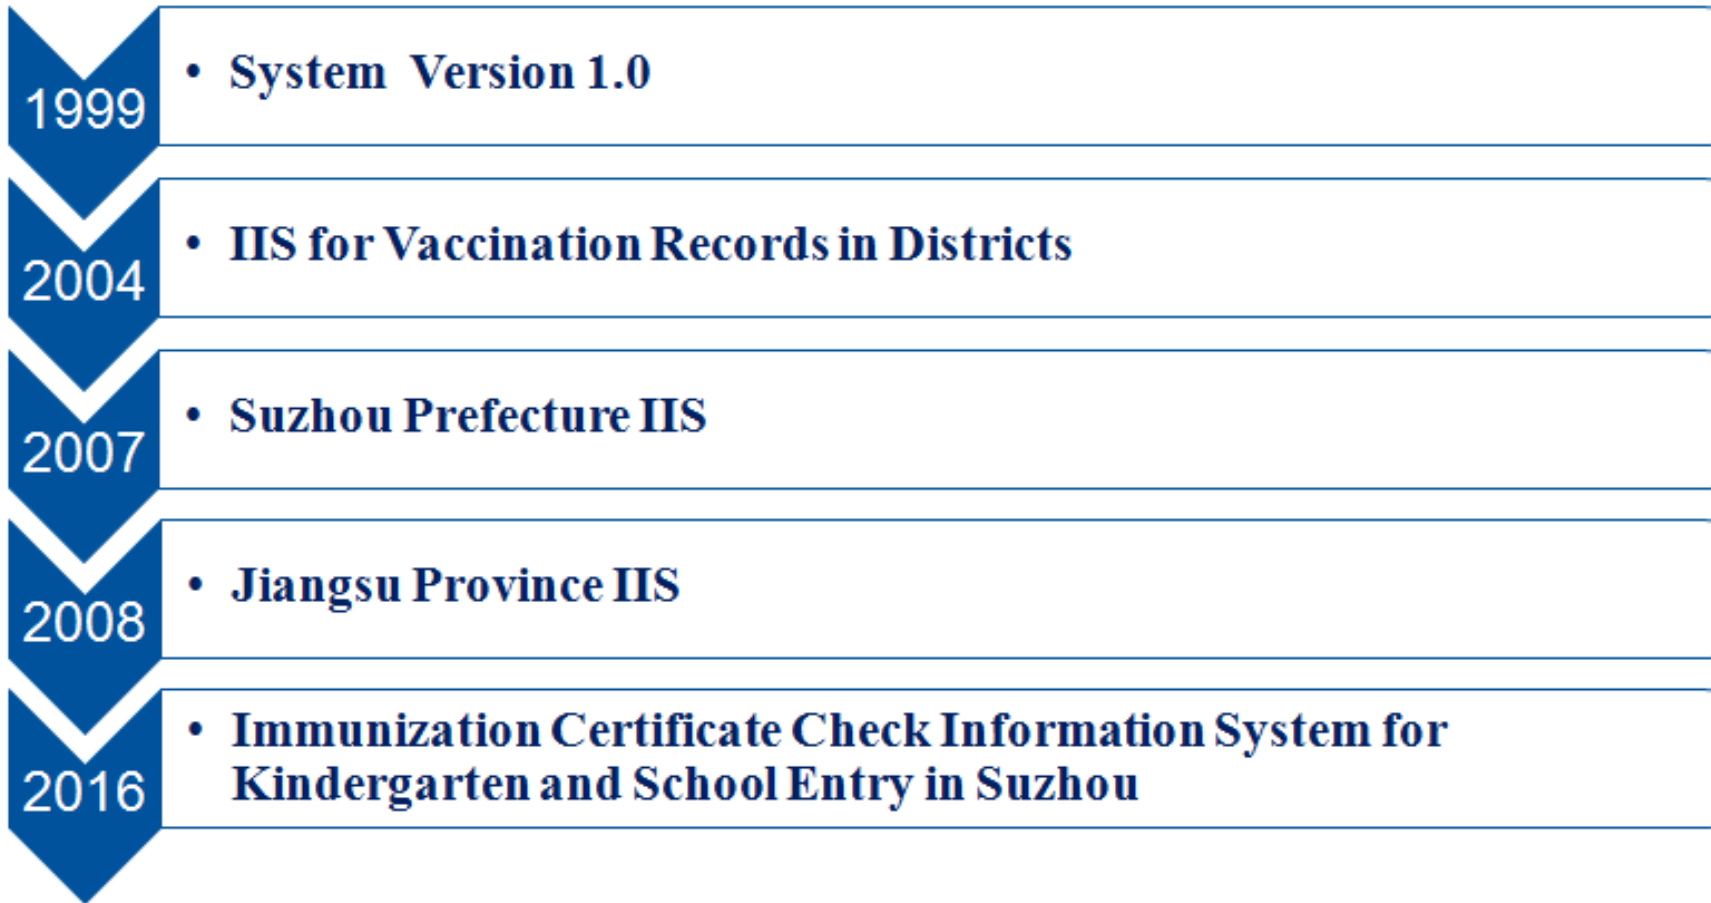 1999
• System Version 1.0
2004
• IIS for Vaccination Records in Districts
2007
• Suzhou Prefecture IIS
2008
• Jiangsu Province IIS
2016
• Immunization Certificate Check Information System for
Kindergarten and School Entry in Suzhou